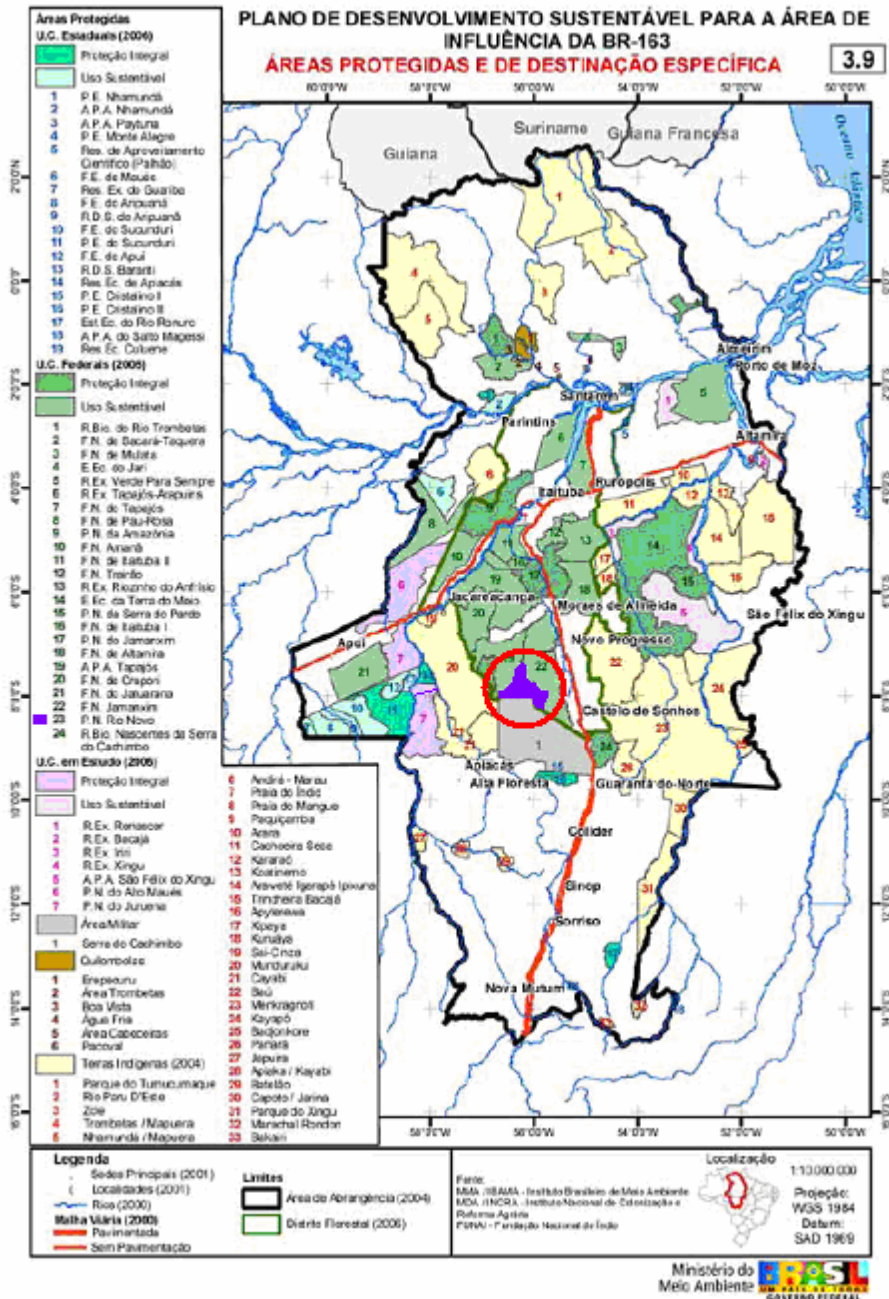 PLANO DE DESENVOLVIMENTO SUSTENTÁVEL PARA A ÁREA DE
INFLUÊNCIA DA BR-163
ÁREAS PROTEGIDAS E DE DESTINAÇÃO ESPECÍFICA
3.9
Áreas Protegidas
U.C. Estaduais (2006)
Proteção Integral
Uso Sustentável
1 P.E. Nhamundá
2 A.P.A. Nhamundá
3 A.P.A. Paytuna
4 P.E. Monte Alegre
5 Res. de Aproveitamento
Científico (Palhão)
6 F.E. de Maués
7 Res. Ex. do Guariba
8 F.E. de Aripuanã
9 R.D.S. de Aripuanã
10 F.E. de Sucunduri
11 P.E. de Sucunduri
12 F.E. de Apuí
13 R.D.S. Bararati
14 Res. Ec. de Apiacás
15 P.E. Cristalino I
16 P.E. Cristalino II
17 Est. Ec. do Rio Ronuro
18 A.P.A. do Salto Magessi
19 Res. Ec. Culuene
U.C. Federais (2006)
Proteção Integral
Uso Sustentável
1 R.Bio. do Rio Trombetas
2 F.N. de Sacará-Taquera
3 F.N. de Mulata
4 E.Ec. do Jari
5 R.Ex. Verde Para Sempre
6 R.Ex. Tapajós-Arapiuns
7 F.N. de Tapajós
8 F.N. de Pau-Rosa
9 P.N. da Amazônia
10 F.N. Amanã
11 F.N. de Itaituba II
12 F.N. Trairão
13 R.Ex. Riozinho do Anfrísio
14 E.Ec. da Terra do Meio
15 P.N. da Serra do Pardo
16 F.N. de Itaituba I
17 P.N. do Jamanxim
18 F.N. de Altamira
19 A.P.A. Tapajós
20 F.N. de Crepori
21 F.N. do Jatuarana
22 F.N. Jamanxim
23 P.N. Rio Novo
24 R.Bio. Nascentes da Serra
do Cachimbo
U.C. em Estudo (2006)
Proteção Integral
Uso Sustentável
1 R.Ex. Renascer
2 R.Ex. Bacajá
3 R.Ex. Iriri
4 R.Ex. Xingu
5 A.P.A. São Félix do Xingu
6 P.N. do Alto Maués
7 P.N. do Juruena
Área Militar
1 Serra do Cachimbo
Quilombolas
1 Erepecuru
2 Área Trombetas
3 Boa Vista
4 Água Fria
5 Área Cabeceiras
6 Pacoval
Terras Indígenas (2004)
1 Parque do Tumucumaque
2 Rio Paru D'Este
3 Zoe
4 Trombetas / Mapuera
5 Nhamundá / Mapuera
6 Andirá - Marau
7 Praia do Índio
8 Praia do Mangue
9 Paquiçamba
10 Arara
11 Cachoeira Seca
12 Kararaô
13 Koatinemo
14 Araweté Igarapé Ipixuna
15 Trincheira Bacajá
16 Apyterewa
17 Xipaya
18 Kuruáya
19 Sai-Cinza
20 Munduruku
21 Cayabi
22 Baú
23 Menkragnoti
24 Kayapó
25 Badjonkore
26 Panará
27 Japuíra
28 Apiaka / Kayabi
29 Batelão
30 Capoto / Jarina
31 Parque do Xingu
32 Marechal Rondon
33 Bakairi
Guiana
Suriname
Guiana Francesa
Oceano Atlântico
Almeirim
Porto de Moz
Santarém
Parintins
Altamira
Rurópolis
Itaituba
Jacareacanga
Moraes de Almeida
São Félix do Xingu
Apuí
Novo Progresso
Castelo de Sonhos
Apiacás
Alta Floresta
Guarantã do Norte
Colider
Sinop
Sorriso
Nova Mutum
Legenda
Sedes Principais (2001)
Localidades (2001)
Rios (2000)
Malha Viária (2000)
Pavimentada
Sem Pavimentação
Limites
Área de Abrangência (2004)
Distrito Florestal (2006)
Fonte:
MMA / IBAMA - Instituto Brasileiro de Meio Ambiente
MDA / INCRA - Instituto Nacional de Colonização e
Reforma Agrária
FUNAI - Fundação Nacional do Índio
Localização
1:10.000.000
Projeção:
WGS 1984
Datum:
SAD 1969
Ministério do
Meio Ambiente
BRASIL
UM PAÍS DE TODOS
GOVERNO FEDERAL